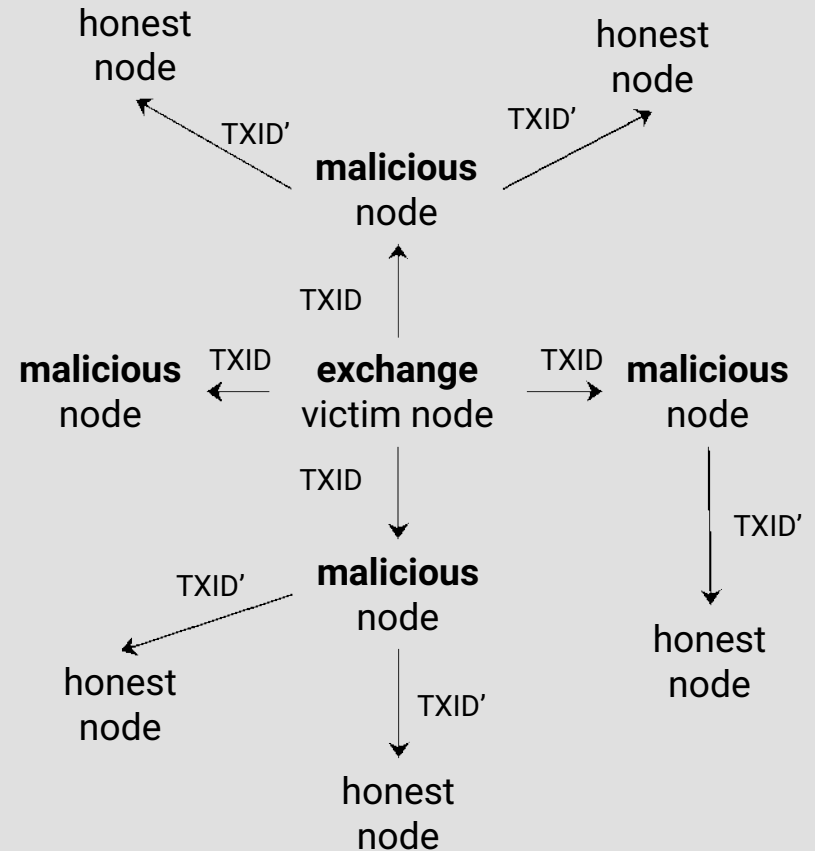 honest
node
honest
node
TXID’
TXID’
malicious
node
TXID
malicious
node
TXID
exchange
victim node
TXID
malicious
node
TXID
TXID’
malicious
node
TXID’
honest
node
honest
node
TXID’
honest
node